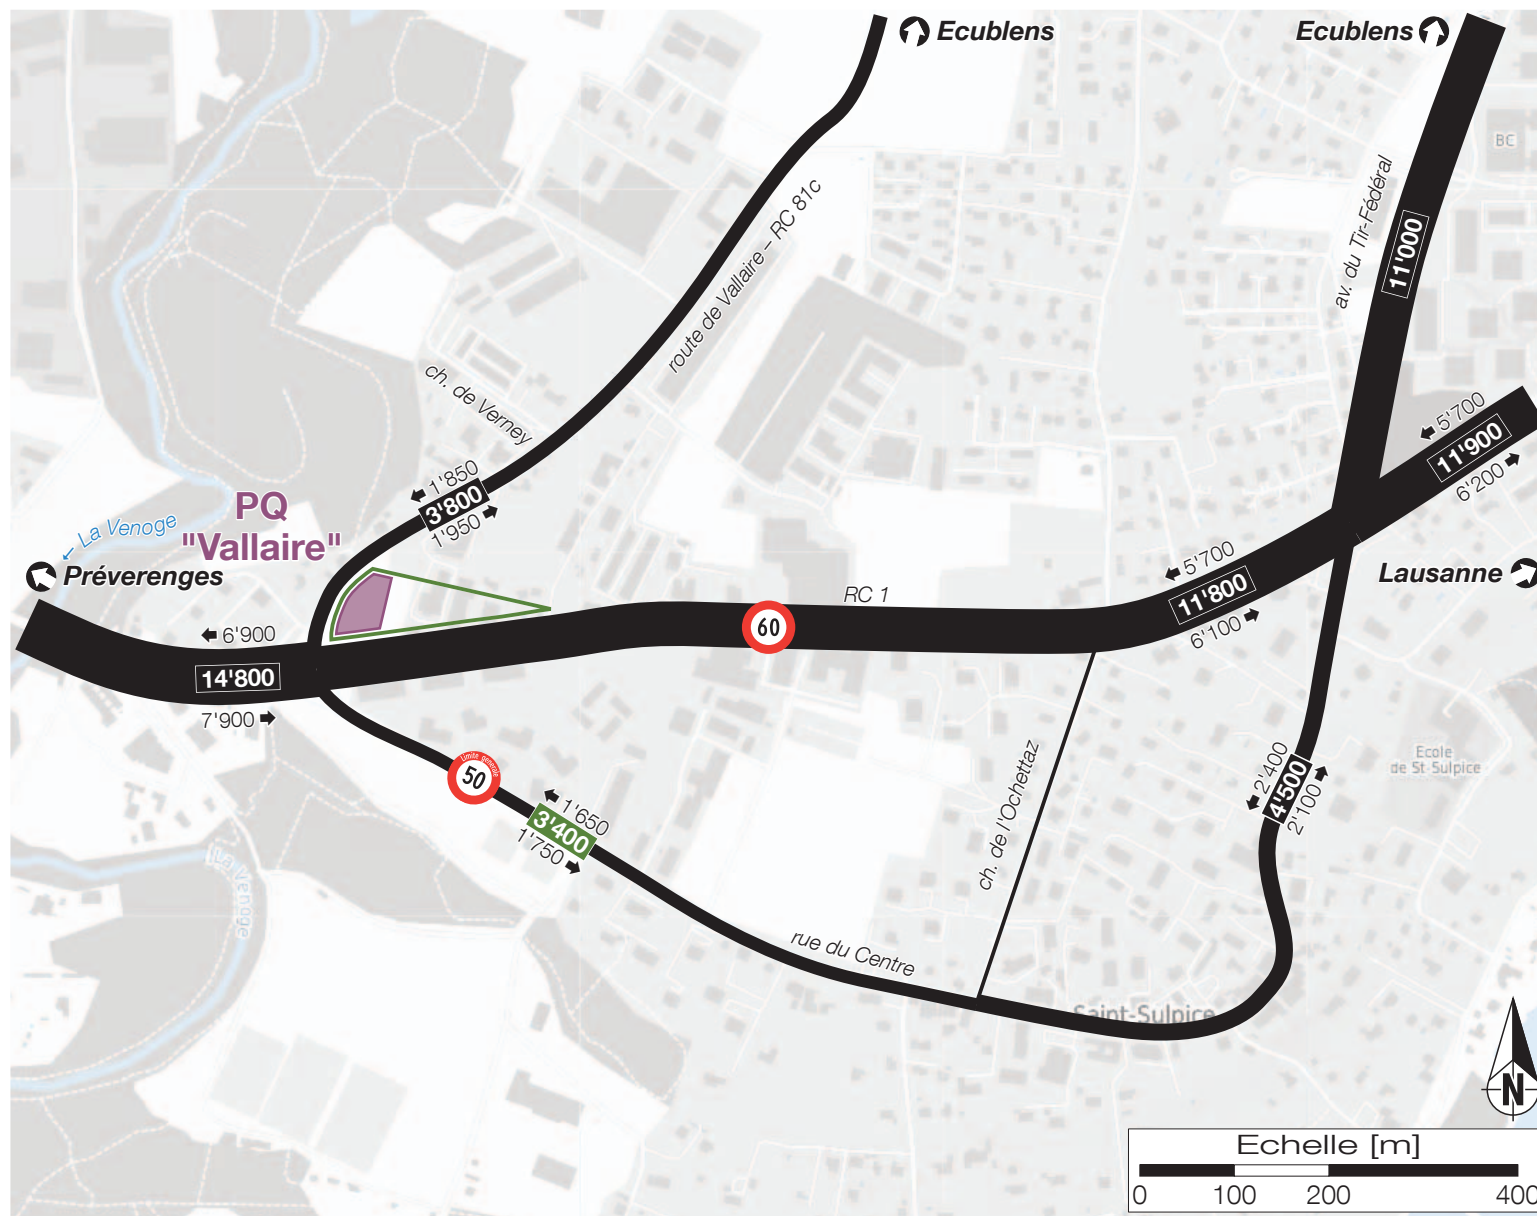 Ecublens
Ecublens
BC
av. du Tir-Fédéral
11'000
route de Vallaire – RC 81c
ch. de Verney
5'700
11'900
6'200
1'850
3'800
1'950
PQ
"Vallaire"
La Venoge
Préverenges
Lausanne
5'700
11'800
6'100
RC 1
60
6'900
14'800
7'900
Limite générale
50
1'650
3'400
1'750
ch. de l'Ochettaz
2'400
4'500
2'100
Ecole
de St Sulpice
La Venoge
rue du Centre
Saint-Sulpice
N
Echelle [m]
0 100 200 400